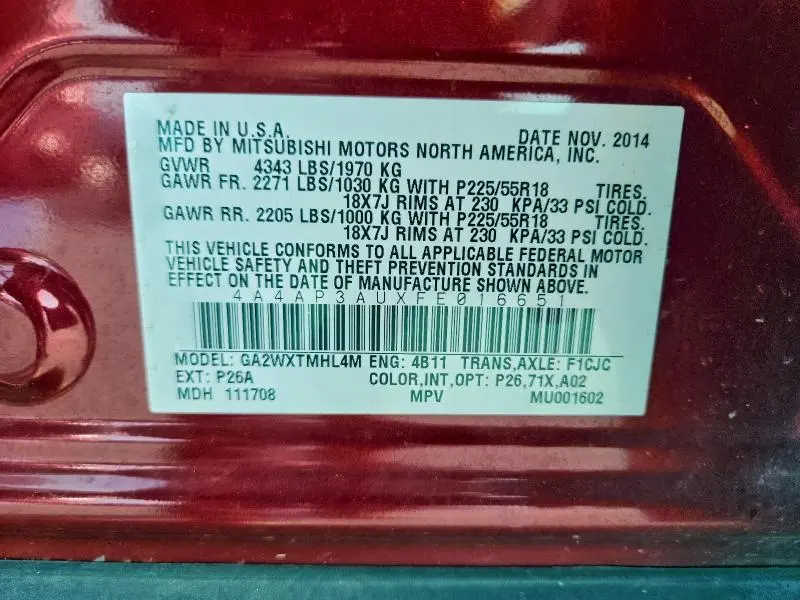 MADE IN U.S.A. DATE NOV. 2014
MFD BY MITSUBISHI MOTORS NORTH AMERICA, INC.
GVWR 4343 LBS/1970 KG
GAWR FR. 2271 LBS/1030 KG WITH P225/55R18 TIRES.
18X7J RIMS AT 230 KPA/33 PSI COLD.
GAWR RR. 2205 LBS/1000 KG WITH P225/55R18 TIRES.
18X7J RIMS AT 230 KPA/33 PSI COLD.
THIS VEHICLE CONFORMS TO ALL APPLICABLE FEDERAL MOTOR
VEHICLE SAFETY AND THEFT PREVENTION STANDARDS IN
EFFECT ON THE DATE OF MANUFACTURE SHOWN ABOVE.
4A4AP3AUXFE016651
MODEL: GA2WXTMHL4M ENG: 4B11 TRANS,AXLE: F1CJC
EXT: P26A COLOR,INT,OPT: P26,71X,A02
MDH 111708 MPV MU001602